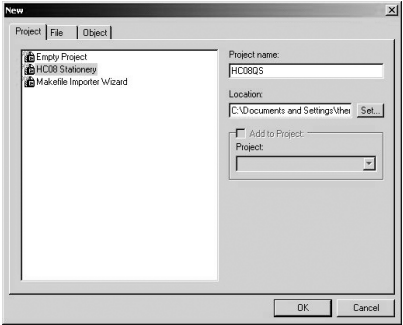 New
Project File Object
Empty Project
HC08 Stationery
Makefile Importer Wizard
Project name:
HC08QS
Location:
C:\Documents and Settings\ther
Set...
Add to Project:
Project:
OK Cancel